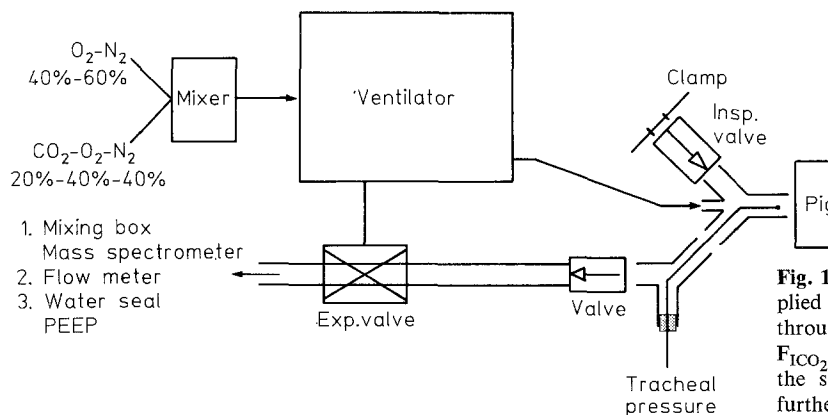 O2-N2
40%-60%
CO2-O2-N2
20%-40%-40%
Mixer
Ventilator
Clamp
Insp.
valve
1. Mixing box
Mass spectrometer
2. Flow meter
3. Water seal
PEEP
Exp.valve
Valve
Tracheal
pressure
Fig. 1
plied
throu
FICO2
the s
furthe